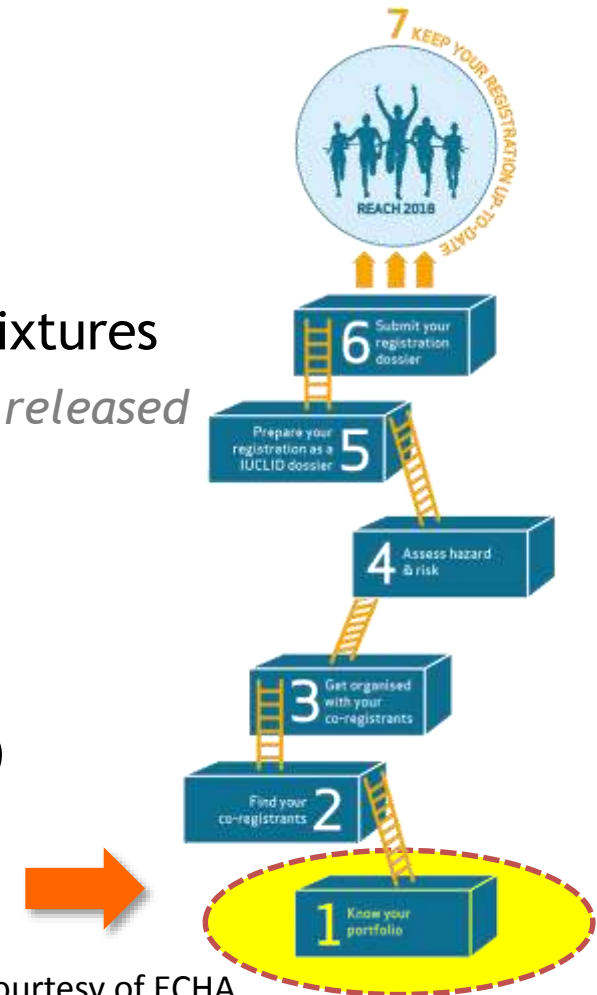 7 KEEP YOUR REGISTRATION UP-TO-DATE
REACH 2018
ixtures
released
6 Submit your
registration
dossier
Prepare your
registration as a
IUCLID dossier 5
4 Assess hazard
& risk
3 Get organised
with your
co-registrants
)
Find your
co-registrants 2
1 Know your
portfolio
ourtesy of ECHA